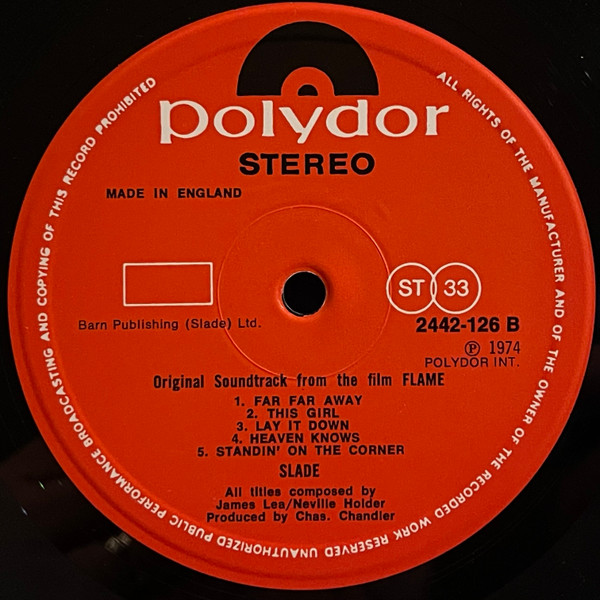 polydor
STEREO
MADE IN ENGLAND
ST 33
Barn Publishing (Slade) Ltd.
2442-126 B
Ⓟ 1974
POLYDOR INT.
Original Soundtrack from the film FLAME
1. FAR FAR AWAY
2. THIS GIRL
3. LAY IT DOWN
4. HEAVEN KNOWS
5. STANDIN' ON THE CORNER
SLADE
All titles composed by
James Lea/Neville Holder
Produced by Chas. Chandler
ALL RIGHTS OF THE MANUFACTURER AND OF THE OWNER OF THE RECORDED WORK RESERVED UNAUTHORIZED PUBLIC PERFORMANCE BROADCASTING AND COPYING OF THIS RECORD PROHIBITED